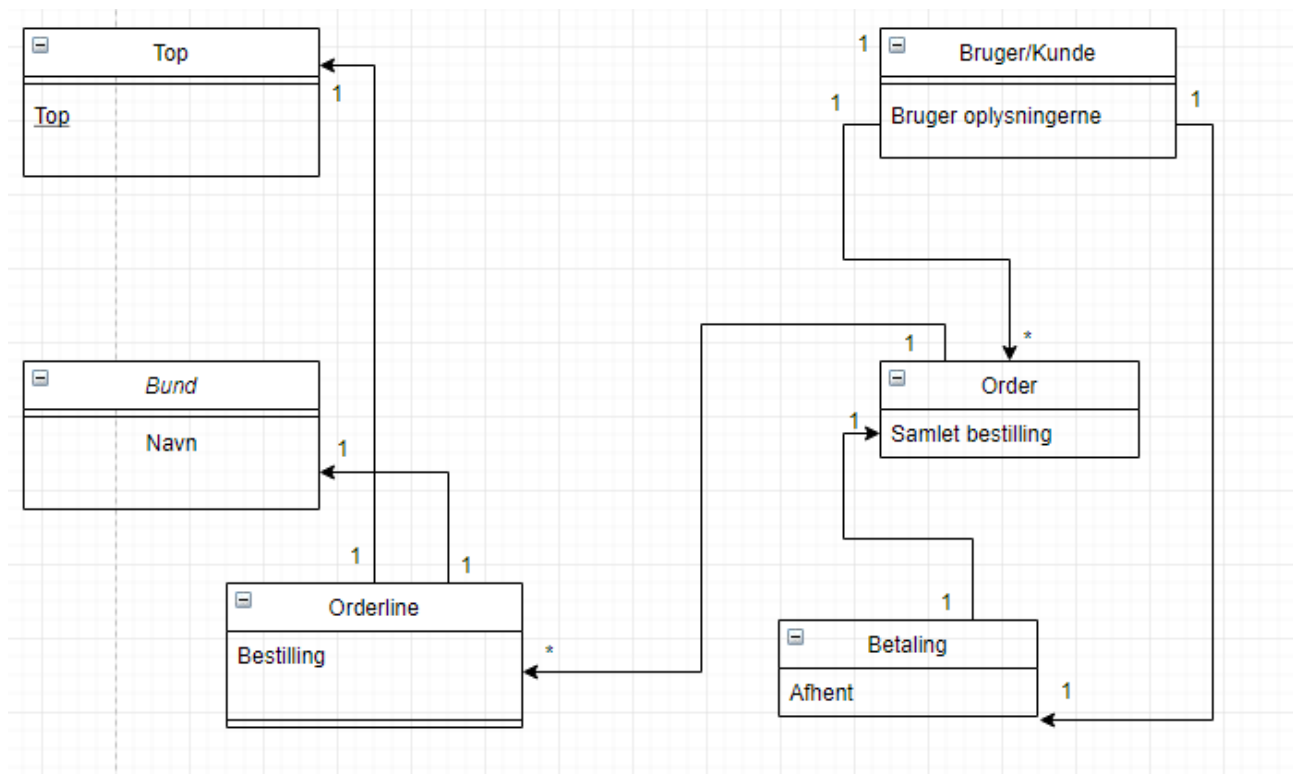 Top
1
Top
1 Bruger/Kunde
1
1
Bruger oplysningerne
*
1
Order
1
Samlet bestilling
Bund
Navn
1
1
1
Orderline
Bestilling
*
1
Betaling
Afhent
1